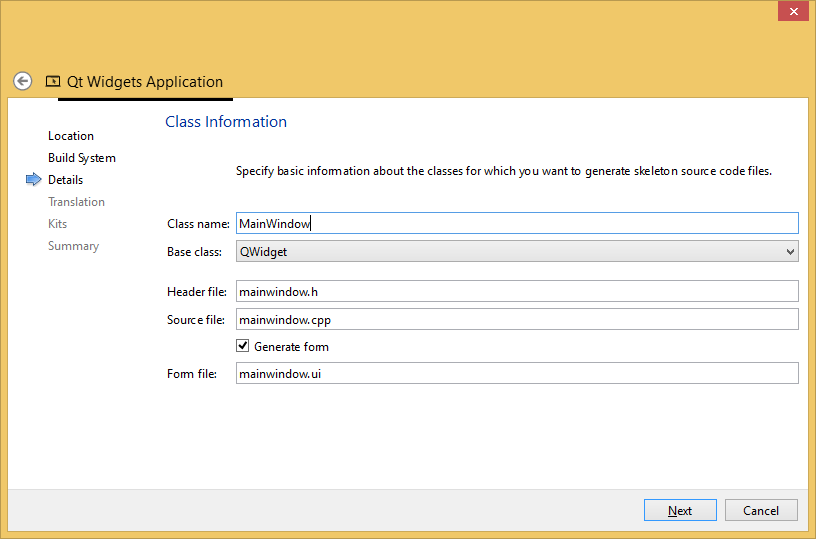 Qt Widgets Application
Location
Build System
Details
Translation
Kits
Summary
Class Information
Specify basic information about the classes for which you want to generate skeleton source code files.
Class name: MainWindow
Base class: QWidget
Header file: mainwindow.h
Source file: mainwindow.cpp
Generate form
Form file: mainwindow.ui
Next Cancel